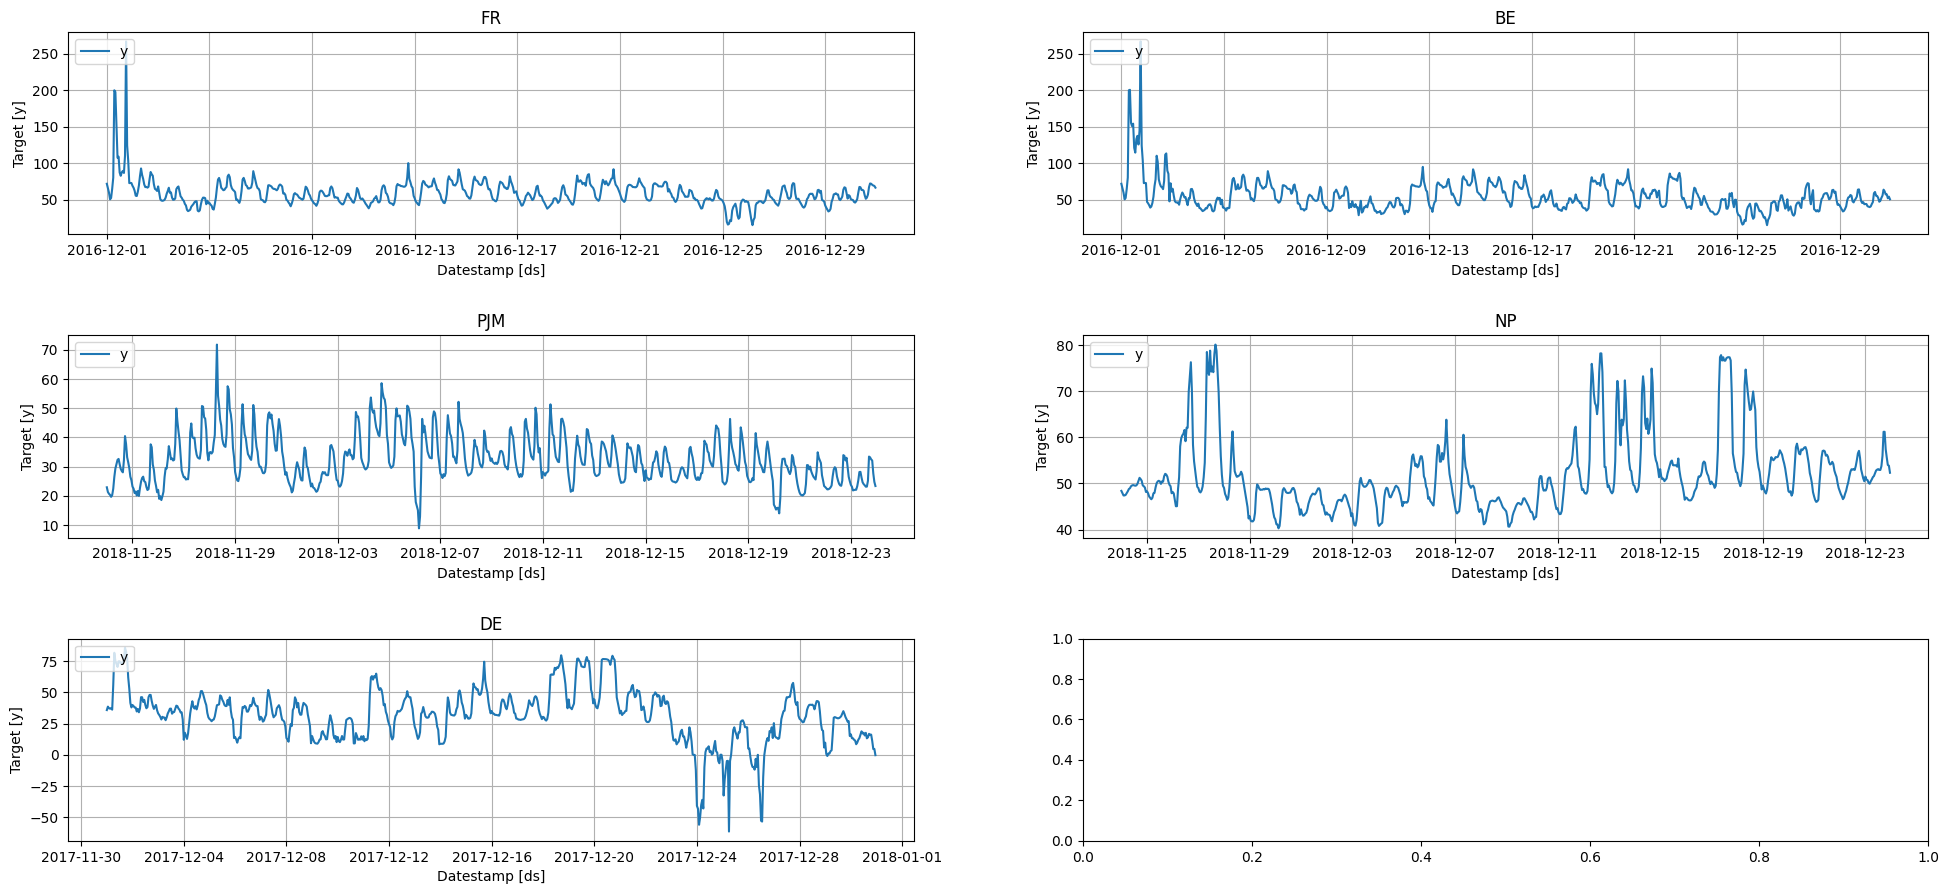 FR
y
Target [y]
250
200
150
100
50
2016-12-01 2016-12-05 2016-12-09 2016-12-13 2016-12-17 2016-12-21 2016-12-25 2016-12-29
Datestamp [ds]
BE
y
Target [y]
250
200
150
100
50
2016-12-01 2016-12-05 2016-12-09 2016-12-13 2016-12-17 2016-12-21 2016-12-25 2016-12-29
Datestamp [ds]
PJM
y
Target [y]
70
60
50
40
30
20
10
2018-11-25 2018-11-29 2018-12-03 2018-12-07 2018-12-11 2018-12-15 2018-12-19 2018-12-23
Datestamp [ds]
NP
y
Target [y]
80
70
60
50
40
2018-11-25 2018-11-29 2018-12-03 2018-12-07 2018-12-11 2018-12-15 2018-12-19 2018-12-23
Datestamp [ds]
DE
y
Target [y]
75
50
25
0
−25
−50
2017-11-30 2017-12-04 2017-12-08 2017-12-12 2017-12-16 2017-12-20 2017-12-24 2017-12-28 2018-01-01
Datestamp [ds]
1.0
0.8
0.6
0.4
0.2
0.0
0.0 0.2 0.4 0.6 0.8 1.0